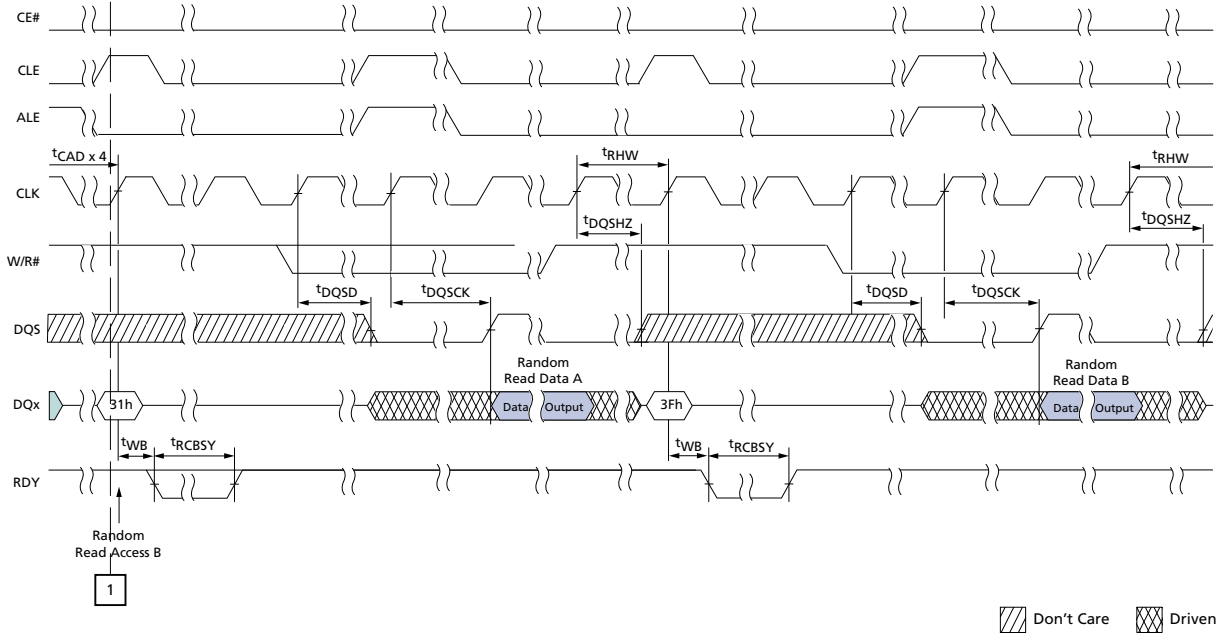 CE#
CLE
ALE
tCAD x 4
tRHW
tRHW
CLK
tDQSHZ
tDQSHZ
W/R#
tDQSD
tDQSCK
tDQSD
tDQSCK
DQS
Random
Read Data A
Random
Read Data B
DQx
31h
Data Output
3Fh
Data Output
tWB
tRCBSY
tWB
tRCBSY
RDY
Random
Read Access B
1
Don't Care
Driven